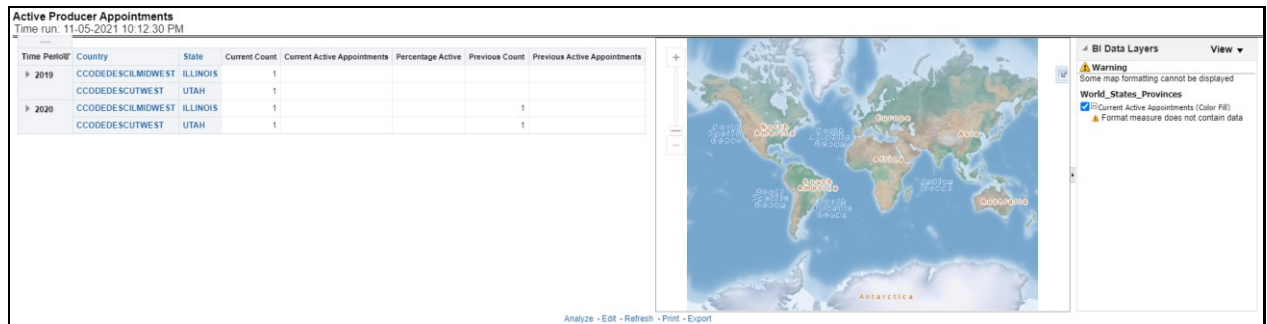 Active Producer Appointments
Time run: 11-05-2021 10:12:30 PM
Time Period Country State Current Count Current Active Appointments Percentage Active Previous Count Previous Active Appointments
2019 CCODEDESCILMIDWEST ILLINOIS 1
CCODEDESCUTWEST UTAH 1
2020 CCODEDESCILMIDWEST ILLINOIS 1 1
CCODEDESCUTWEST UTAH 1 1
North America
Europe
Asia
Africa
South America
Indian Ocean
Australia
Antarctica
BI Data Layers View
Warning
Some map formatting cannot be displayed
World_States_Provinces
Current Active Appointments (Color Fill)
Format measure does not contain data
Analyze - Edit - Refresh - Print - Export